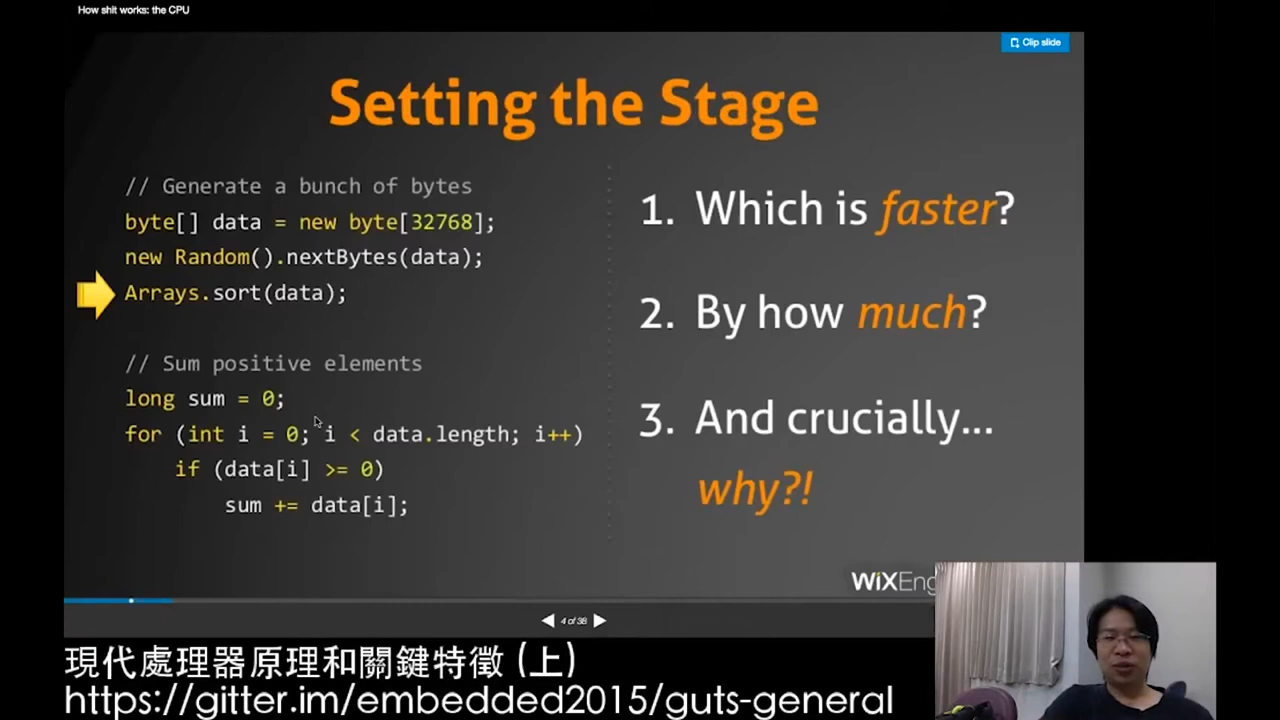 How shit works: the CPU
Clip slide
Setting the Stage
// Generate a bunch of bytes
byte[] data = new byte[32768];
new Random().nextBytes(data);
Arrays.sort(data);
// Sum positive elements
long sum = 0;
for (int i = 0; i < data.length; i++)
if (data[i] >= 0)
sum += data[i];
1. Which is faster?
2. By how much?
3. And crucially...
why?!
WiXEng
4 of 38
現代處理器原理和關鍵特徵 (上)
https://gitter.im/embedded2015/guts-general